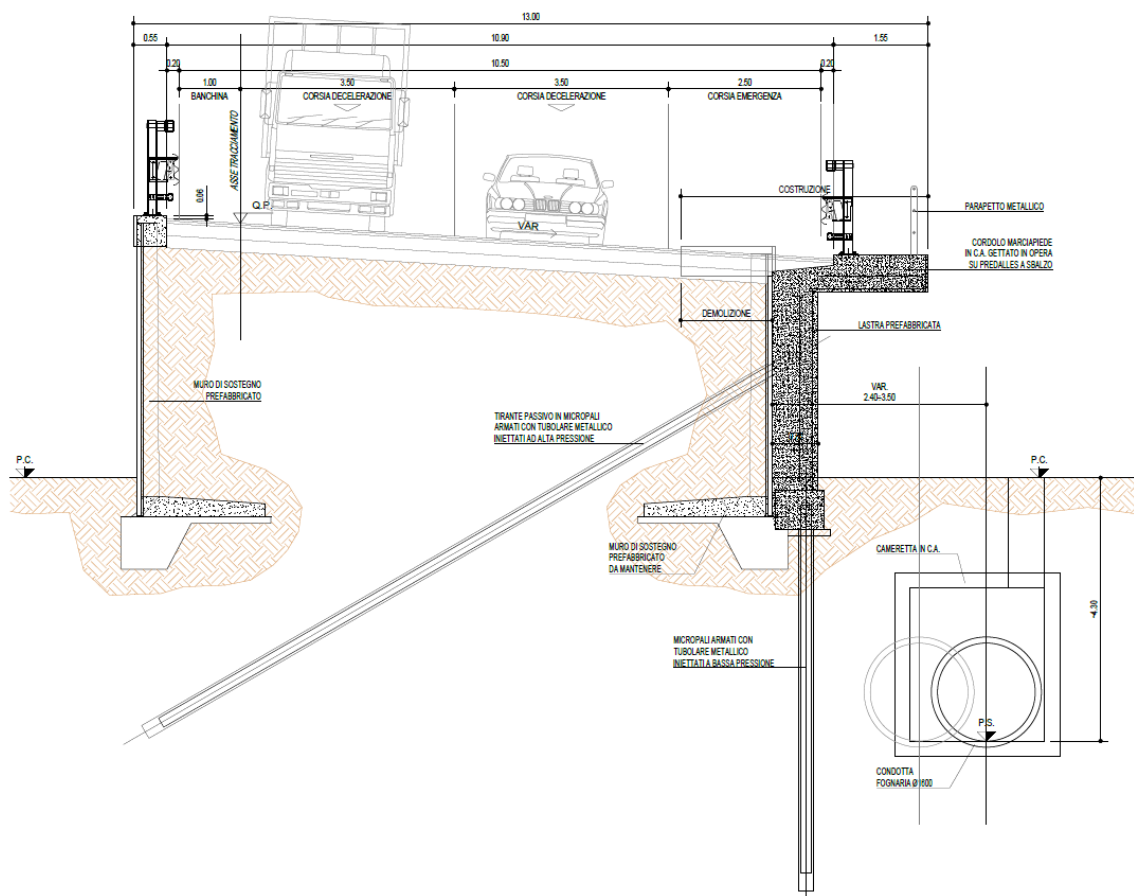 13.00
0.55
10.90
1.55
0.20
10.50
0.20
1.00
3.50
3.50
2.50
BANCHINA
CORSIA DECELERAZIONE
CORSIA DECELERAZIONE
CORSIA EMERGENZA
ASSE TRACCIAMENTO
0.06
Q.P.
VAR
COSTRUZIONE
PARAPETTO METALLICO
CORDOLO MARCIAPIEDE
IN C.A. GETTATO IN OPERA
SU PREDALLES A SBALZO
DEMOLIZIONE
LASTRA PREFABBRICATA
MURO DI SOSTEGNO
PREFABBRICATO
VAR.
2.40÷3.50
TIRANTE PASSIVO IN MICROPALI
ARMATI CON TUBOLARE METALLICO
INIETTATI AD ALTA PRESSIONE
P.C.
P.C.
MURO DI SOSTEGNO
PREFABBRICATO
DA MANTENERE
CAMERETTA IN C.A.
~4.30
MICROPALI ARMATI CON
TUBOLARE METALLICO
INIETTATI A BASSA PRESSIONE
P.S.
CONDOTTA
FOGNARIA Ø1600